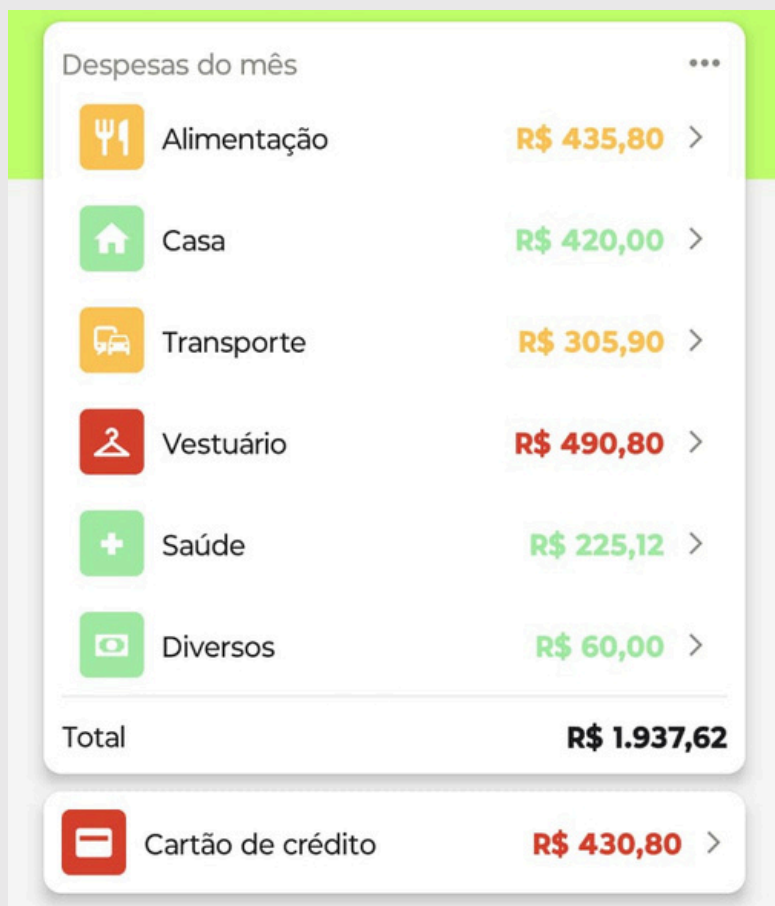 Despesas do mês
Alimentação R$ 435,80
Casa R$ 420,00
Transporte R$ 305,90
Vestuário R$ 490,80
Saúde R$ 225,12
Diversos R$ 60,00
Total R$ 1.937,62
Cartão de crédito R$ 430,80